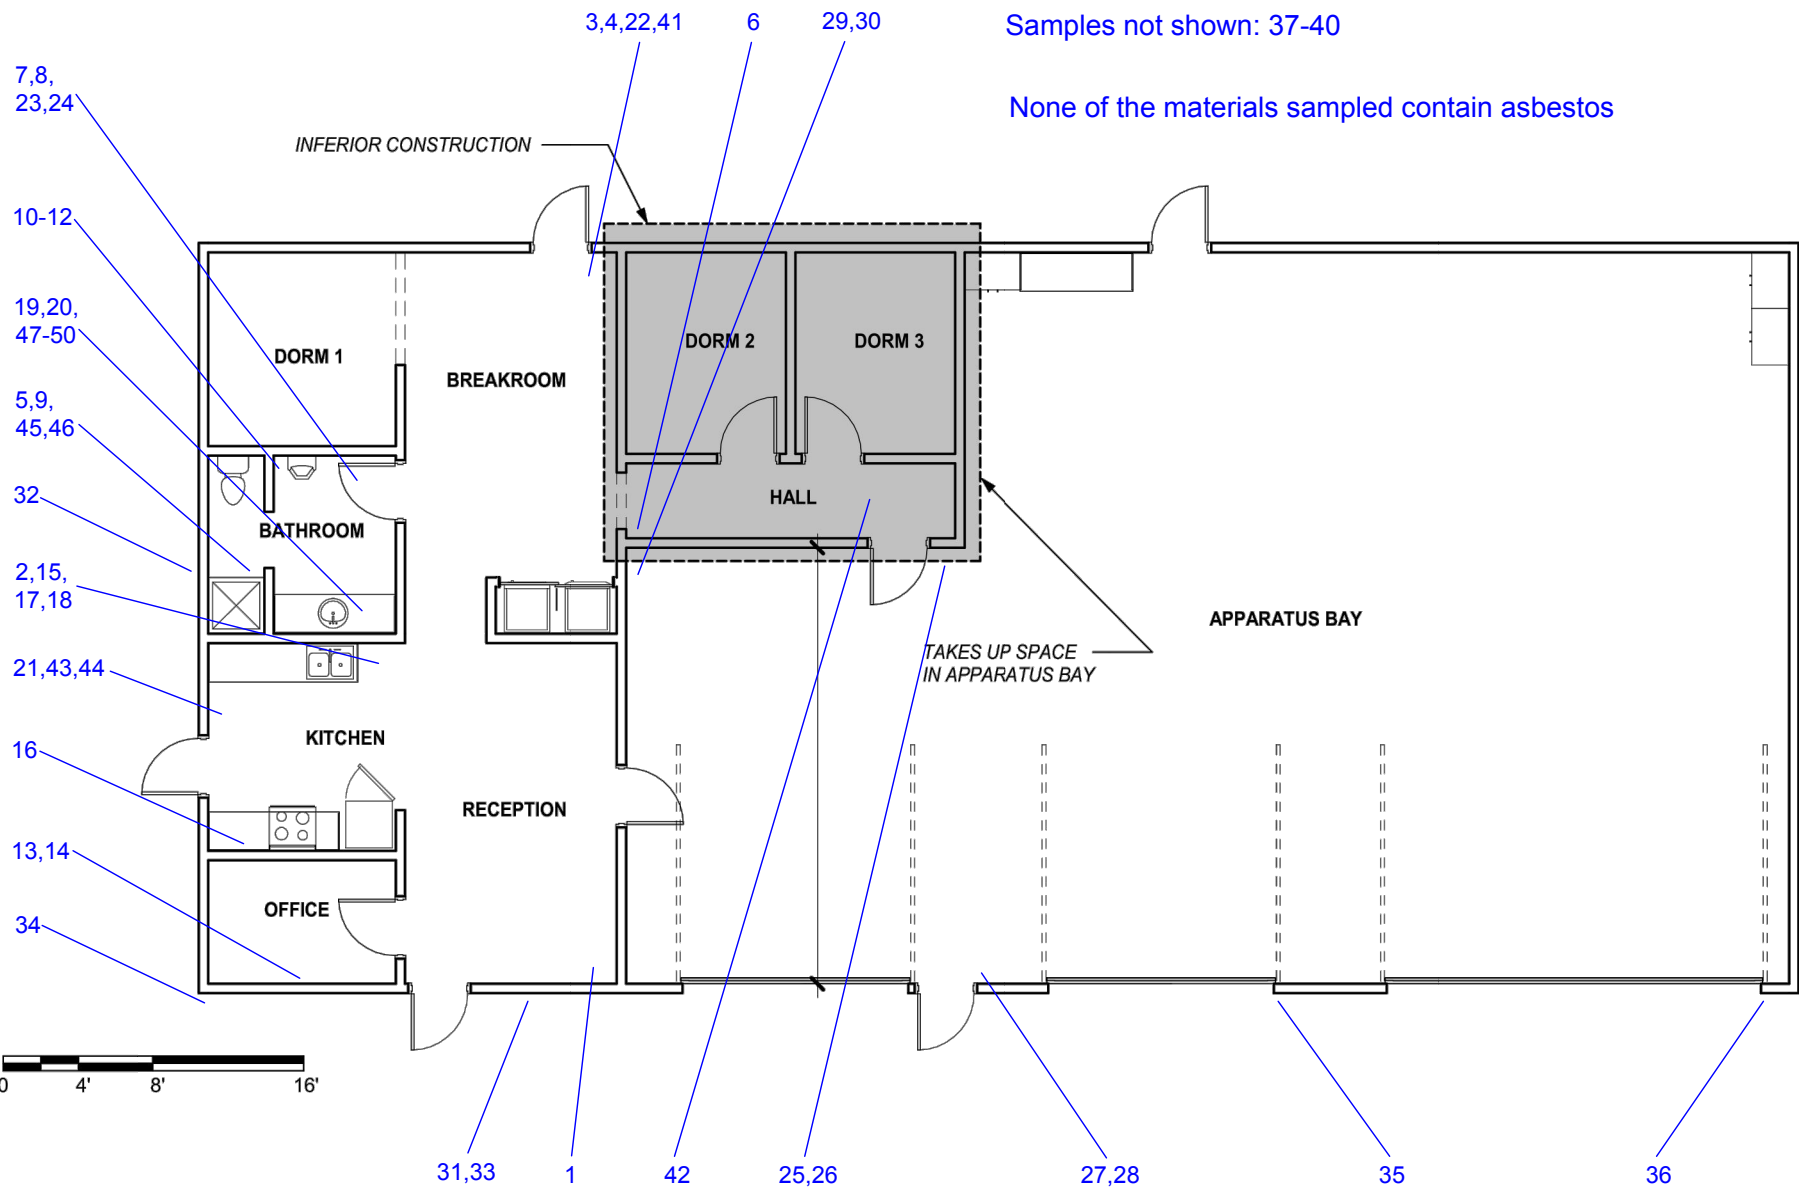 3,4,22,41
6
29,30
Samples not shown: 37-40
7,8,
23,24
None of the materials sampled contain asbestos
INFERIOR CONSTRUCTION
10-12
19,20,
47-50
DORM 1
DORM 2
DORM 3
BREAKROOM
5,9,
45,46
32
HALL
BATHROOM
2,15,
17,18
APPARATUS BAY
TAKES UP SPACE
IN APPARATUS BAY
21,43,44
KITCHEN
16
RECEPTION
13,14
OFFICE
34
0
4'
8'
16'
31,33
1
42
25,26
27,28
35
36